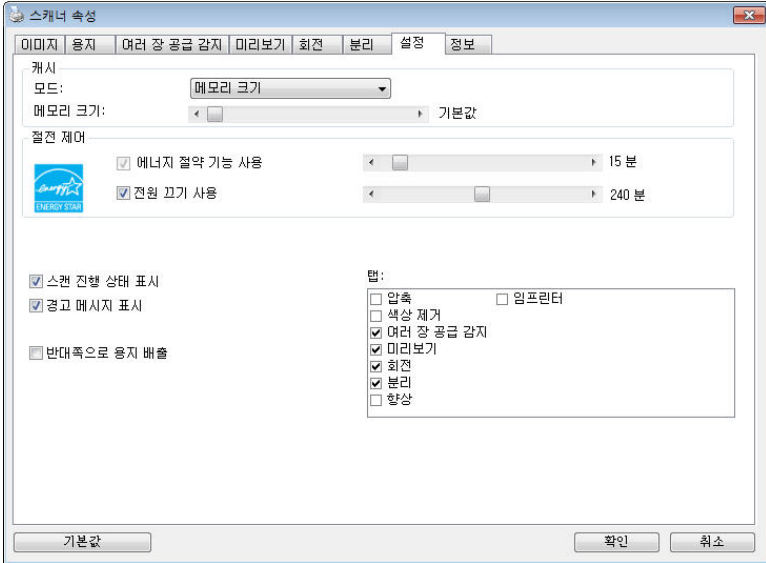 스캐너 속성
이미지 용지 여러 장 공급 감지 미리보기 회전 분리 설정 정보
캐시
모드: 메모리 크기
메모리 크기: 기본값
절전 제어
에너지 절약 기능 사용 15 분
전원 끄기 사용 240 분
energy
ENERGY STAR
스캔 진행 상태 표시
경고 메시지 표시
반대쪽으로 용지 배출
탭:
압축 임프린터
색상 제거
여러 장 공급 감지
미리보기
회전
분리
향상
기본값 확인 취소